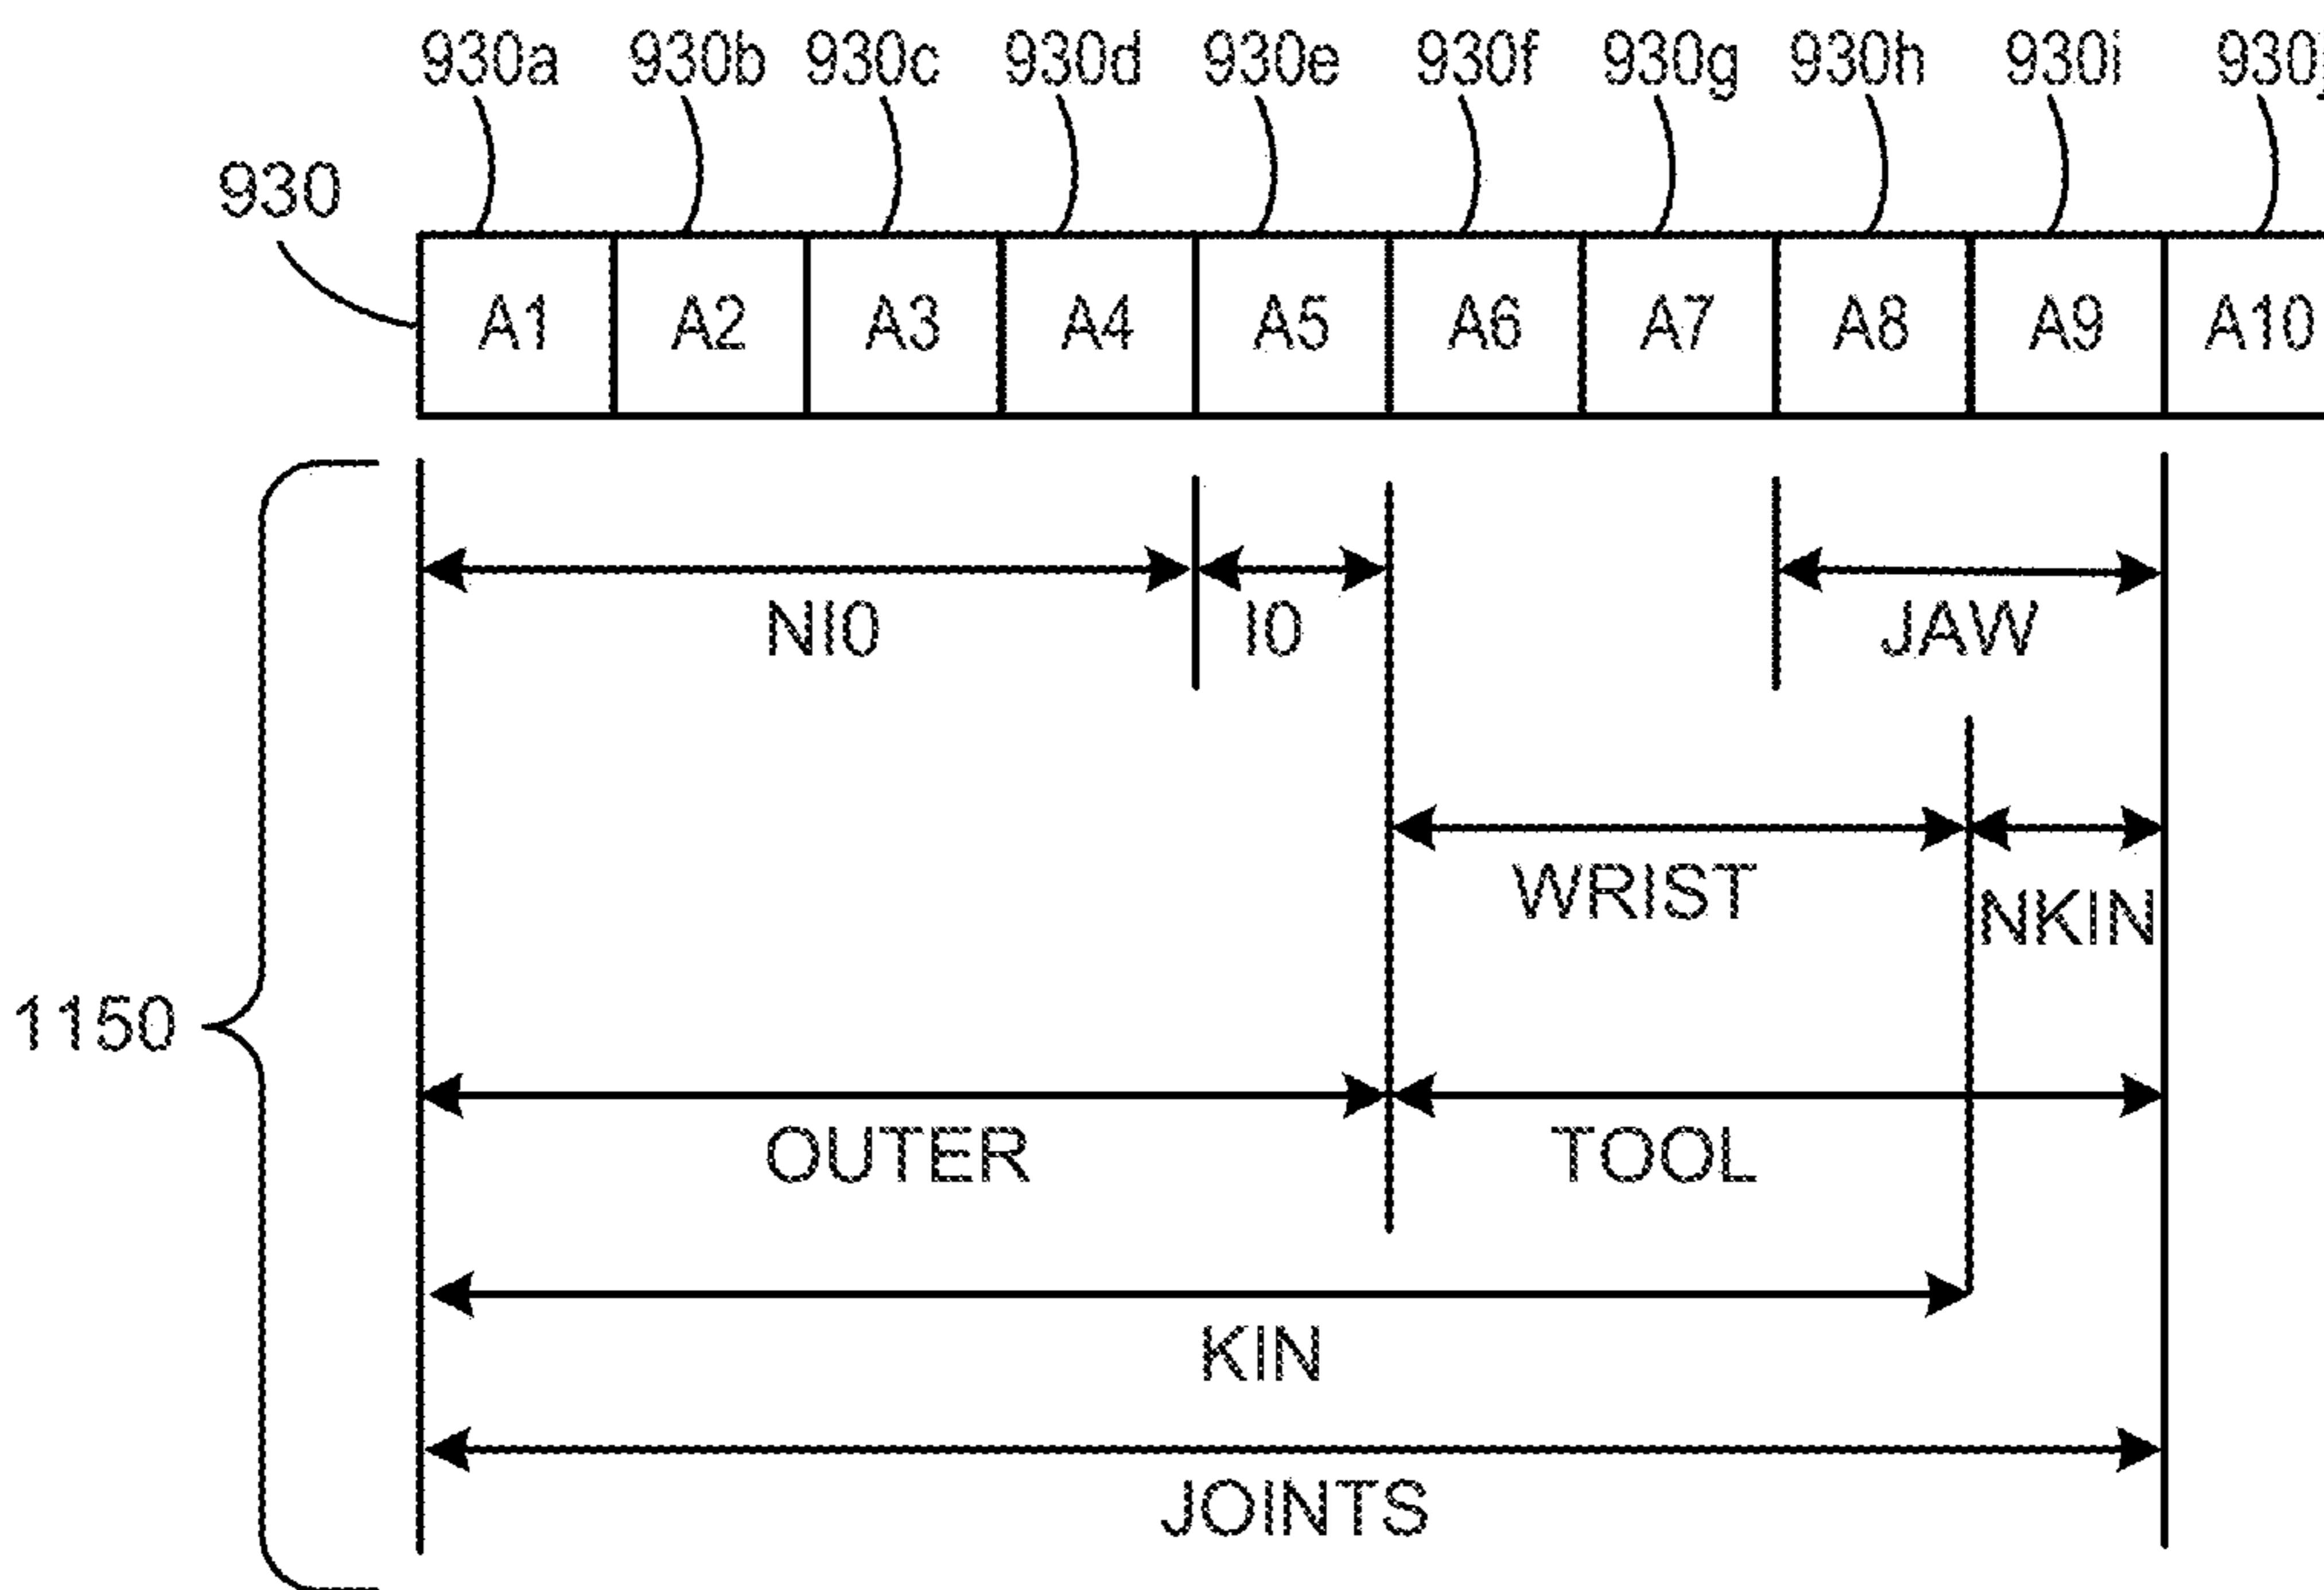 930a 930b 930c 930d 930e 930f 930g 930h 930i 930j
930
A1 A2 A3 A4 A5 A6 A7 A8 A9 A10
NI0 I0 JAW
WRIST NKIN
1150
OUTER TOOL
KIN
JOINTS